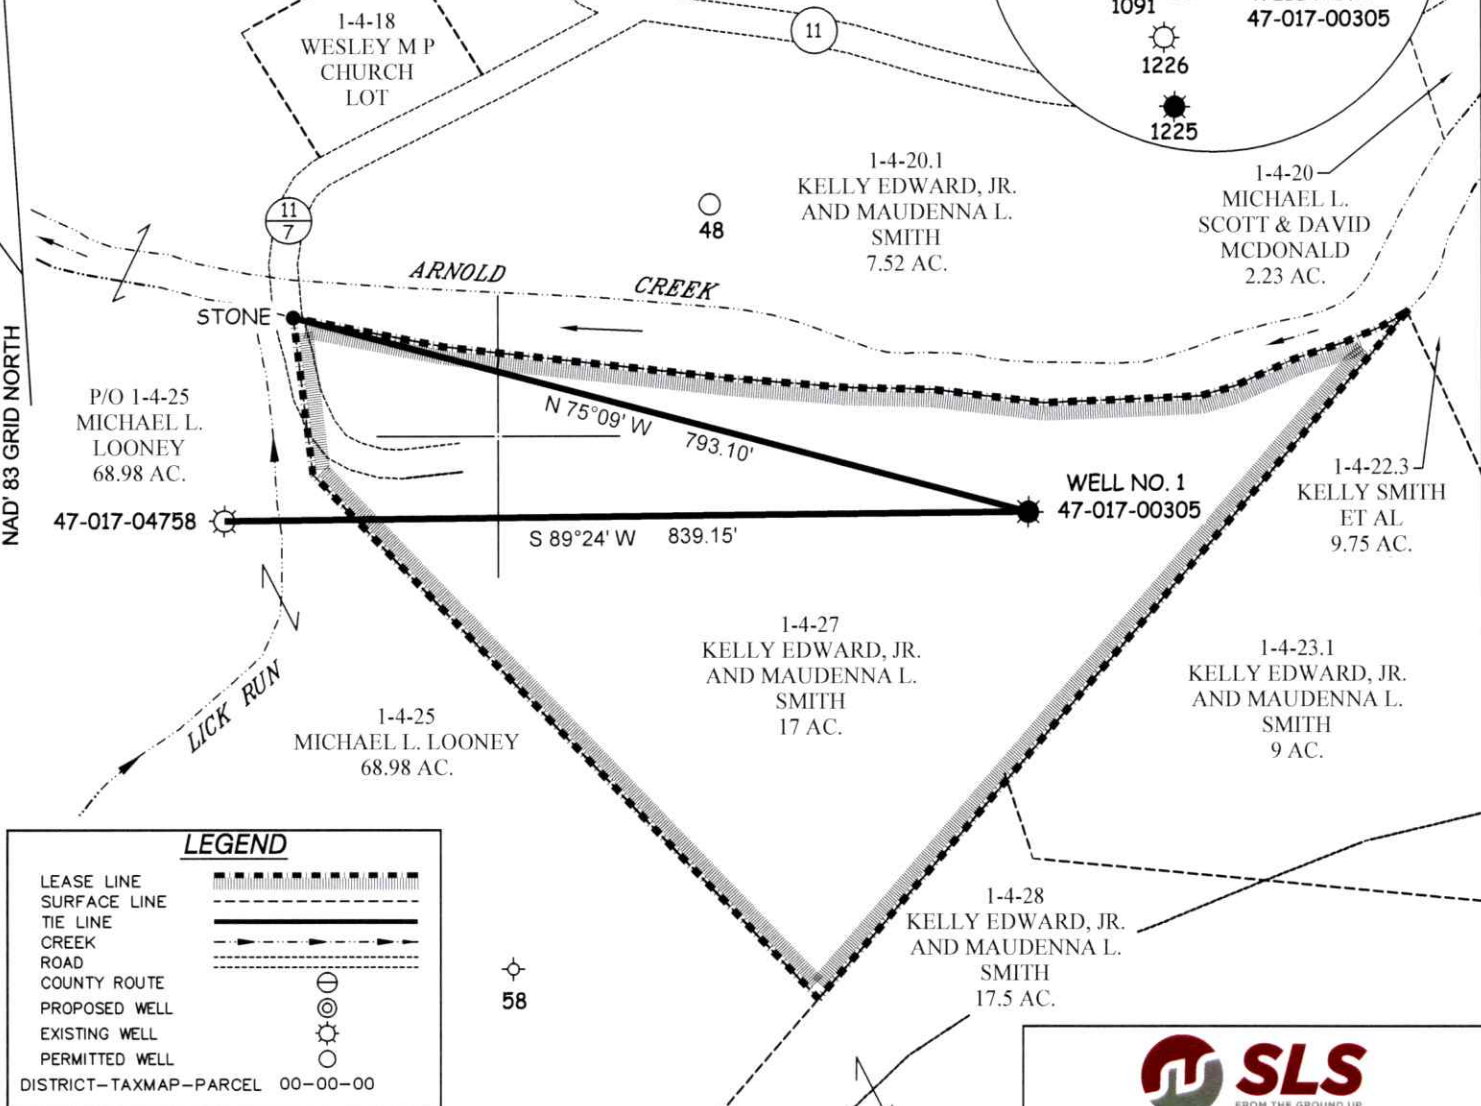 1-4-18
WESLEY M P
CHURCH
LOT
11
1091
47-017-00305
1226
1225
1-4-20.1
KELLY EDWARD, JR.
AND MAUDENNA L.
SMITH
7.52 AC.
1-4-20
MICHAEL L.
SCOTT & DAVID
MCDONALD
2.23 AC.
11
7
48
ARNOLD CREEK
STONE
NAD' 83 GRID NORTH
P/O 1-4-25
MICHAEL L.
LOONEY
68.98 AC.
N 75°09' W 793.10'
WELL NO. 1
47-017-00305
1-4-22.3
KELLY SMITH
ET AL
9.75 AC.
47-017-04758
S 89°24' W 839.15'
1-4-27
KELLY EDWARD, JR.
AND MAUDENNA L.
SMITH
17 AC.
1-4-23.1
KELLY EDWARD, JR.
AND MAUDENNA L.
SMITH
9 AC.
LICK RUN
1-4-25
MICHAEL L. LOONEY
68.98 AC.
LEGEND
LEASE LINE
SURFACE LINE
TIE LINE
CREEK
ROAD
COUNTY ROUTE
PROPOSED WELL
EXISTING WELL
PERMITTED WELL
DISTRICT-TAXMAP-PARCEL 00-00-00
58
1-4-28
KELLY EDWARD, JR.
AND MAUDENNA L.
SMITH
17.5 AC.
SLS
FROM THE GROUND UP